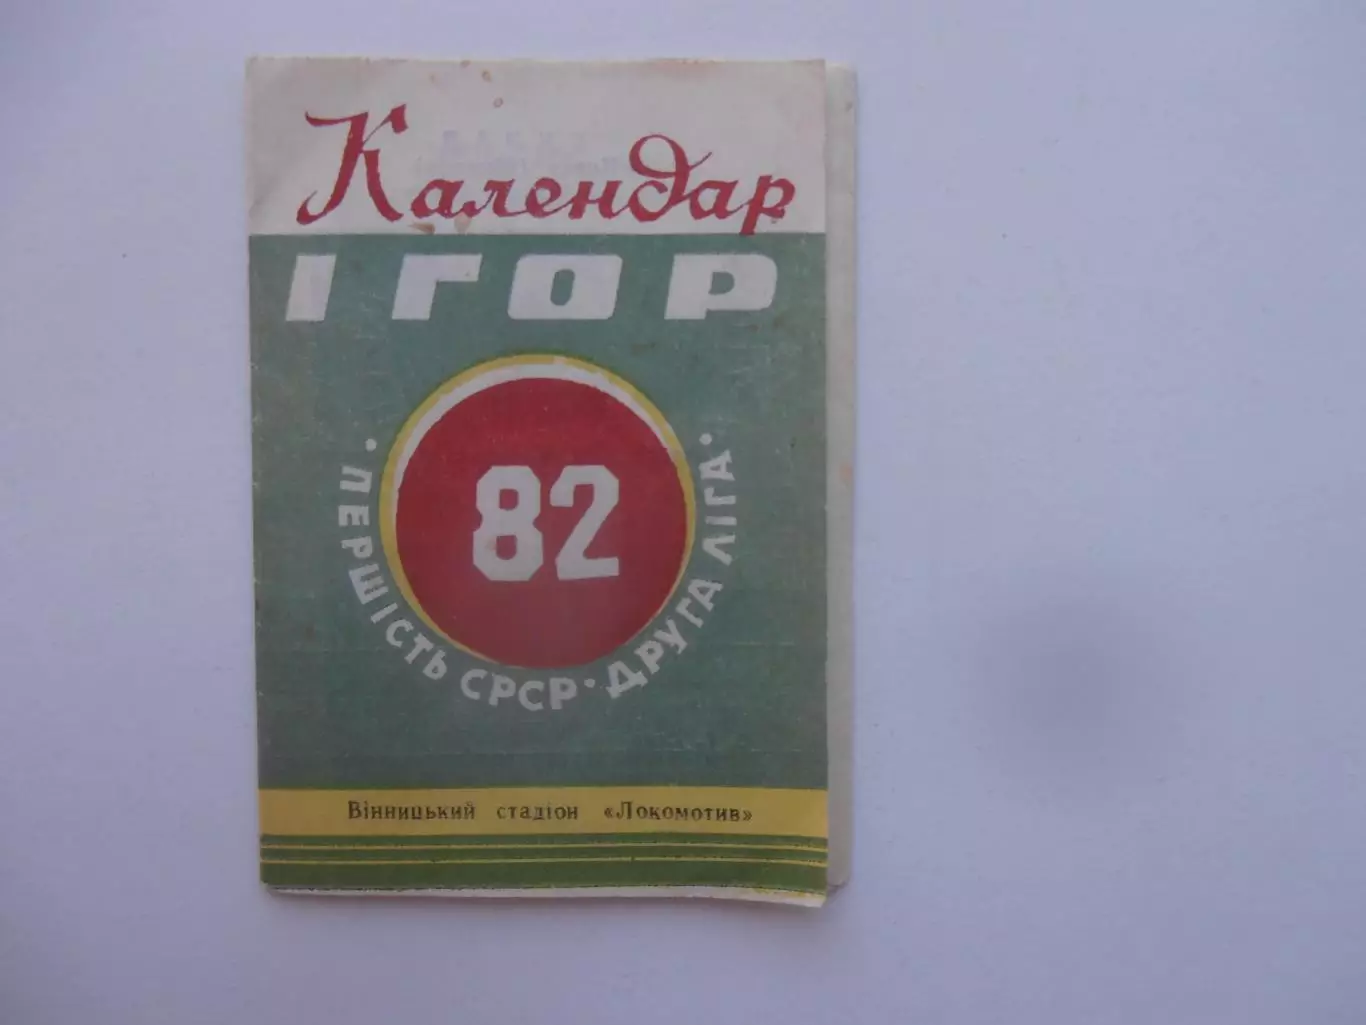 Календар
ІГОР
82
· ПЕРШІСТЬ СРСР · ДРУГА ЛІГА ·
Вінницький стадіон «Локомотив»